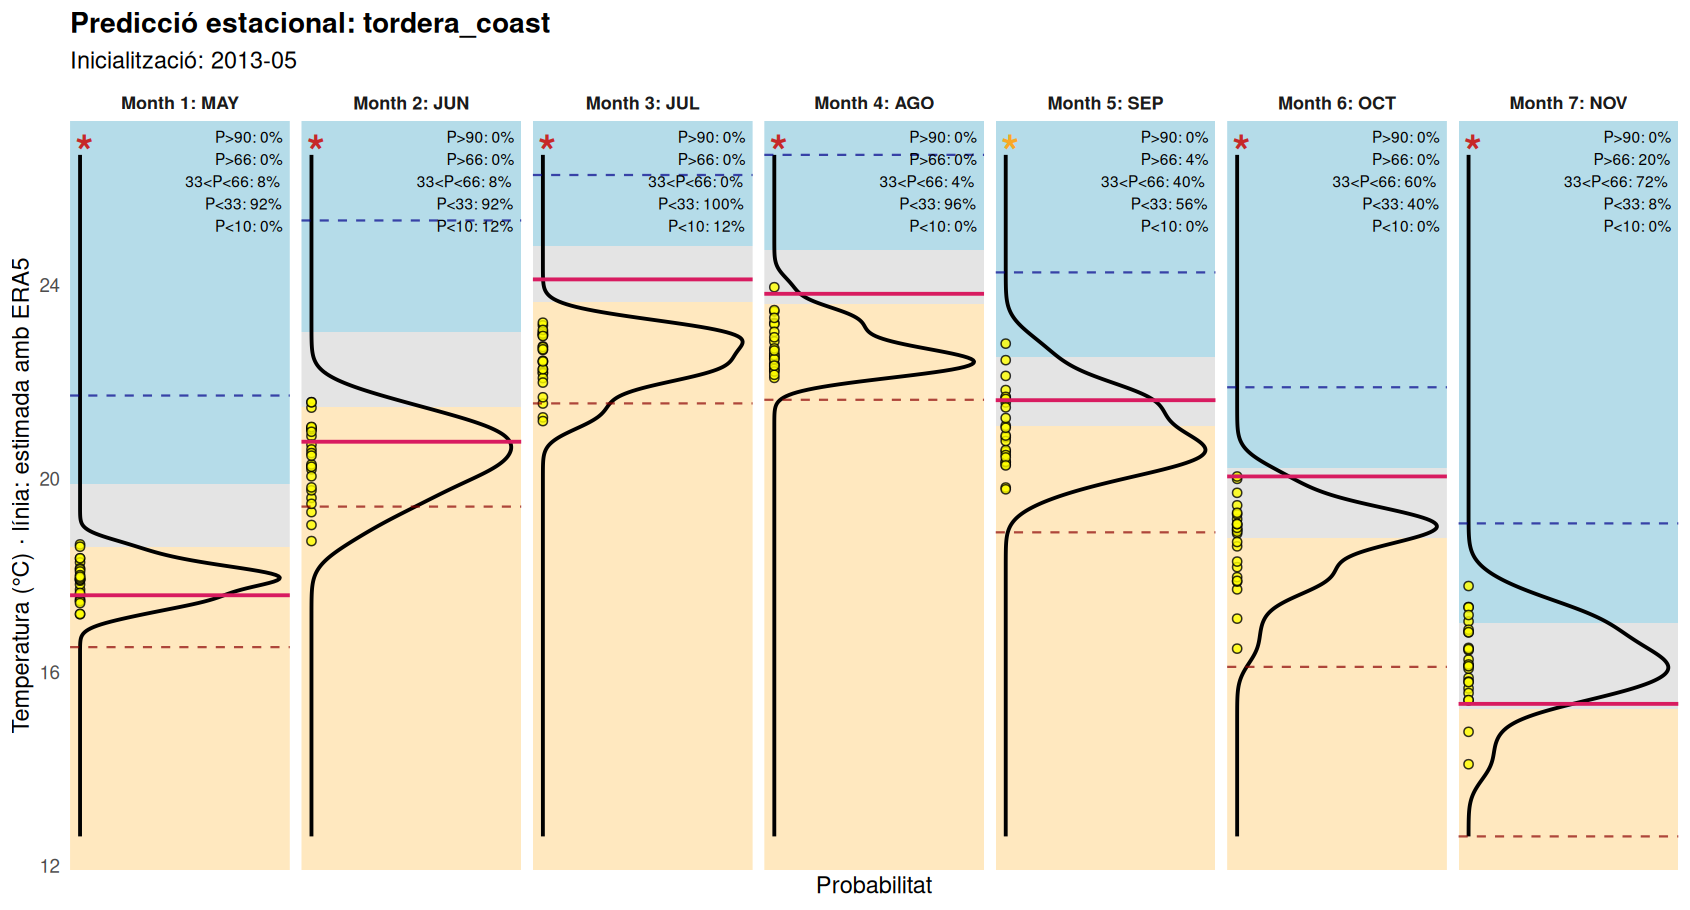 Predicció estacional: tordera_coast
Inicialització: 2013-05
Month 1: MAY
Month 2: JUN
Month 3: JUL
Month 4: AGO
Month 5: SEP
Month 6: OCT
Month 7: NOV
*
P>90: 0%
P>66: 0%
33<P<66: 8%
P<33: 92%
P<10: 0%
*
P>90: 0%
P>66: 0%
33<P<66: 8%
P<33: 92%
P<10: 12%
*
P>90: 0%
P>66: 0%
33<P<66: 0%
P<33: 100%
P<10: 12%
*
P>90: 0%
P>66: 0%
33<P<66: 4%
P<33: 96%
P<10: 0%
*
P>90: 0%
P>66: 4%
33<P<66: 40%
P<33: 56%
P<10: 0%
*
P>90: 0%
P>66: 0%
33<P<66: 60%
P<33: 40%
P<10: 0%
*
P>90: 0%
P>66: 20%
33<P<66: 72%
P<33: 8%
P<10: 0%
Temperatura (°C) · línia: estimada amb ERA5
24
20
16
12
Probabilitat